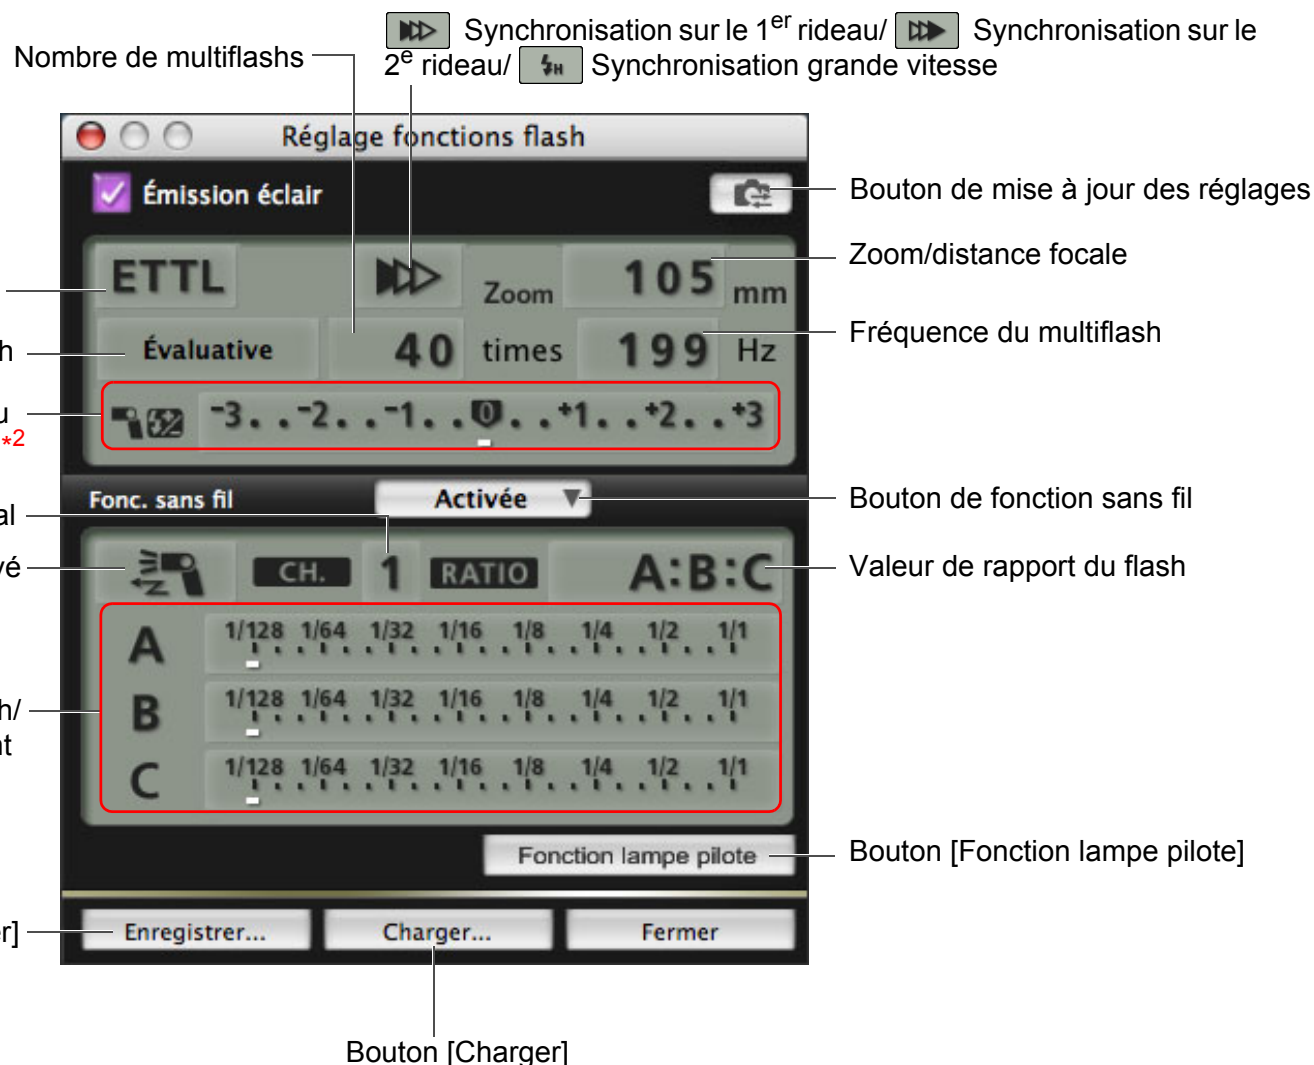 Synchronisation sur le 1er rideau/ Synchronisation sur le
2e rideau/ Synchronisation grande vitesse
Nombre de multiflashs
Réglage fonctions flash
Émission éclair
Bouton de mise à jour des réglages
ETTL
Zoom 105 mm
Zoom/distance focale
Évaluative
40 times 199 Hz
Fréquence du multiflash
-3..-2..-1..0..+1..+2..+3
*2
Fonc. sans fil
Activée
Bouton de fonction sans fil
CH. 1 RATIO A:B:C
Valeur de rapport du flash
A 1/128 1/64 1/32 1/16 1/8 1/4 1/2 1/1
B 1/128 1/64 1/32 1/16 1/8 1/4 1/2 1/1
C 1/128 1/64 1/32 1/16 1/8 1/4 1/2 1/1
Fonction lampe pilote
Bouton [Fonction lampe pilote]
Enregistrer...
Charger...
Fermer
Bouton [Charger]